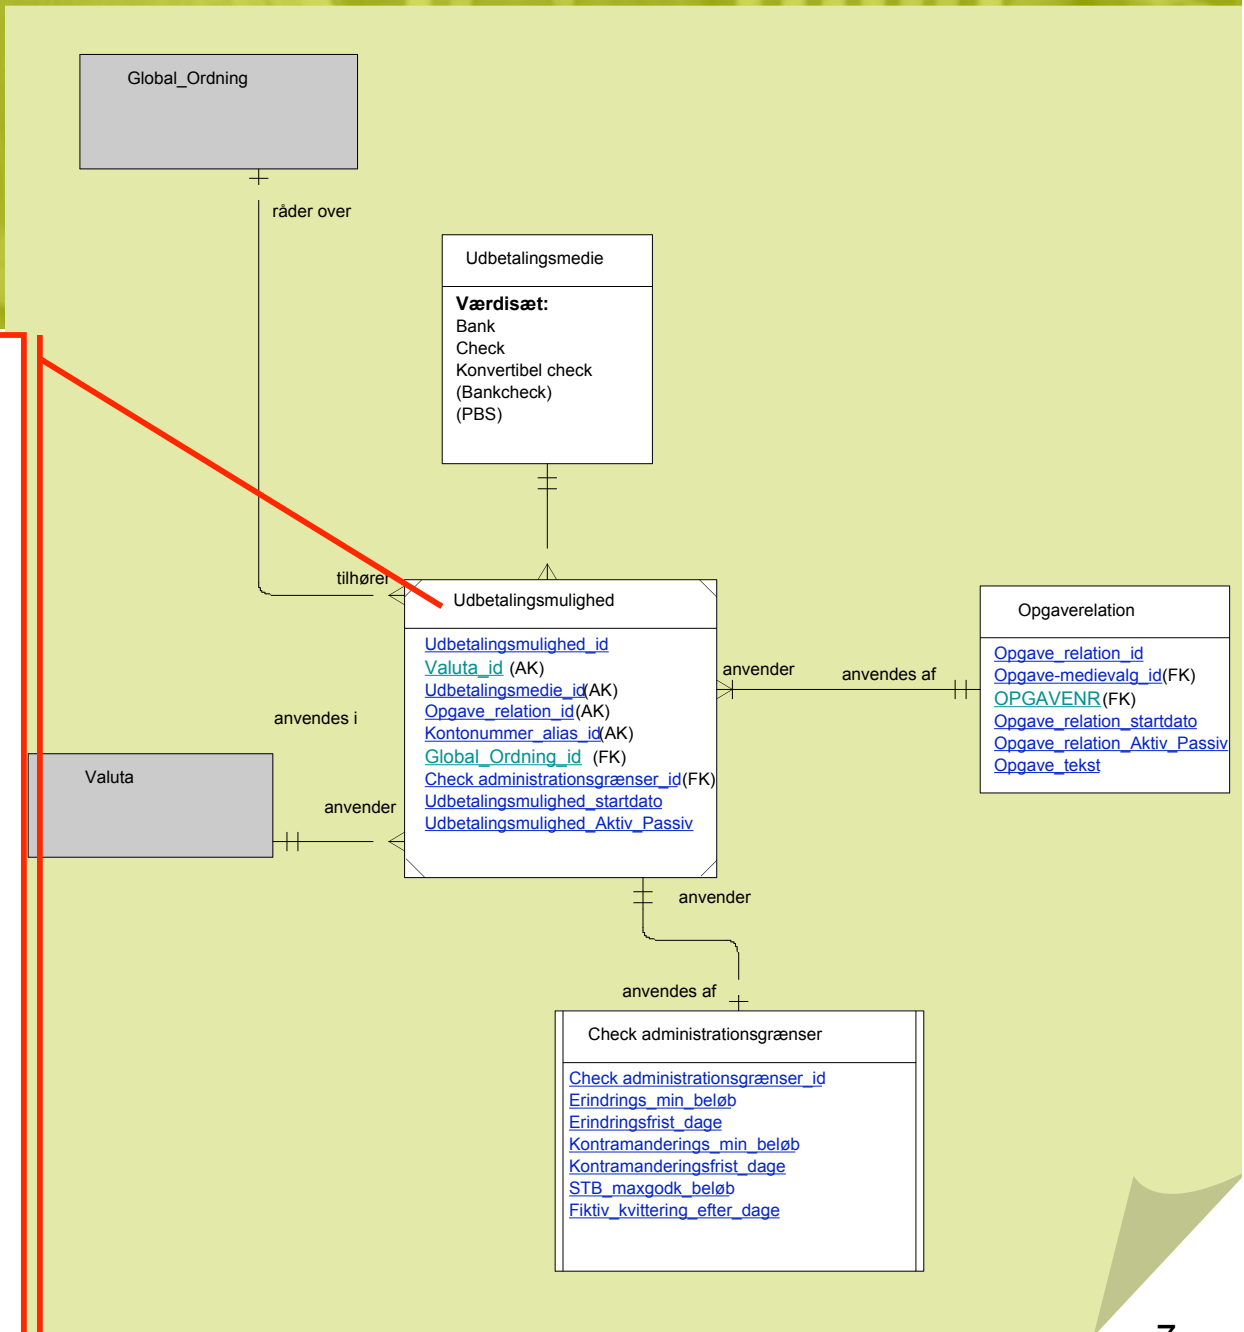 Global_Ordning
råder over
Udbetalingsmedie
Værdisæt:
Bank
Check
Konvertibel check
(Bankcheck)
(PBS)
tilhører
Udbetalingsmulighed
Udbetalingsmulighed_id
Valuta_id (AK)
Udbetalingsmedie_id(AK)
Opgave_relation_id(AK)
Kontonummer_alias_id(AK)
Global_Ordning_id (FK)
Check administrationsgrænser_id(FK)
Udbetalingsmulighed_startdato
Udbetalingsmulighed_Aktiv_Passiv
anvender
anvendes af
Opgaverelation
Opgave_relation_id
Opgave-medievalg_id(FK)
OPGAVENR(FK)
Opgave_relation_startdato
Opgave_relation_Aktiv_Passiv
Opgave_tekst
anvendes i
Valuta
anvender
anvender
anvendes af
Check administrationsgrænser
Check administrationsgrænser_id
Erindrings_min_beløb
Erindringsfrist_dage
Kontramanderings_min_beløb
Kontramanderingsfrist_dage
STB_maxgodk_beløb
Fiktiv_kvittering_efter_dage